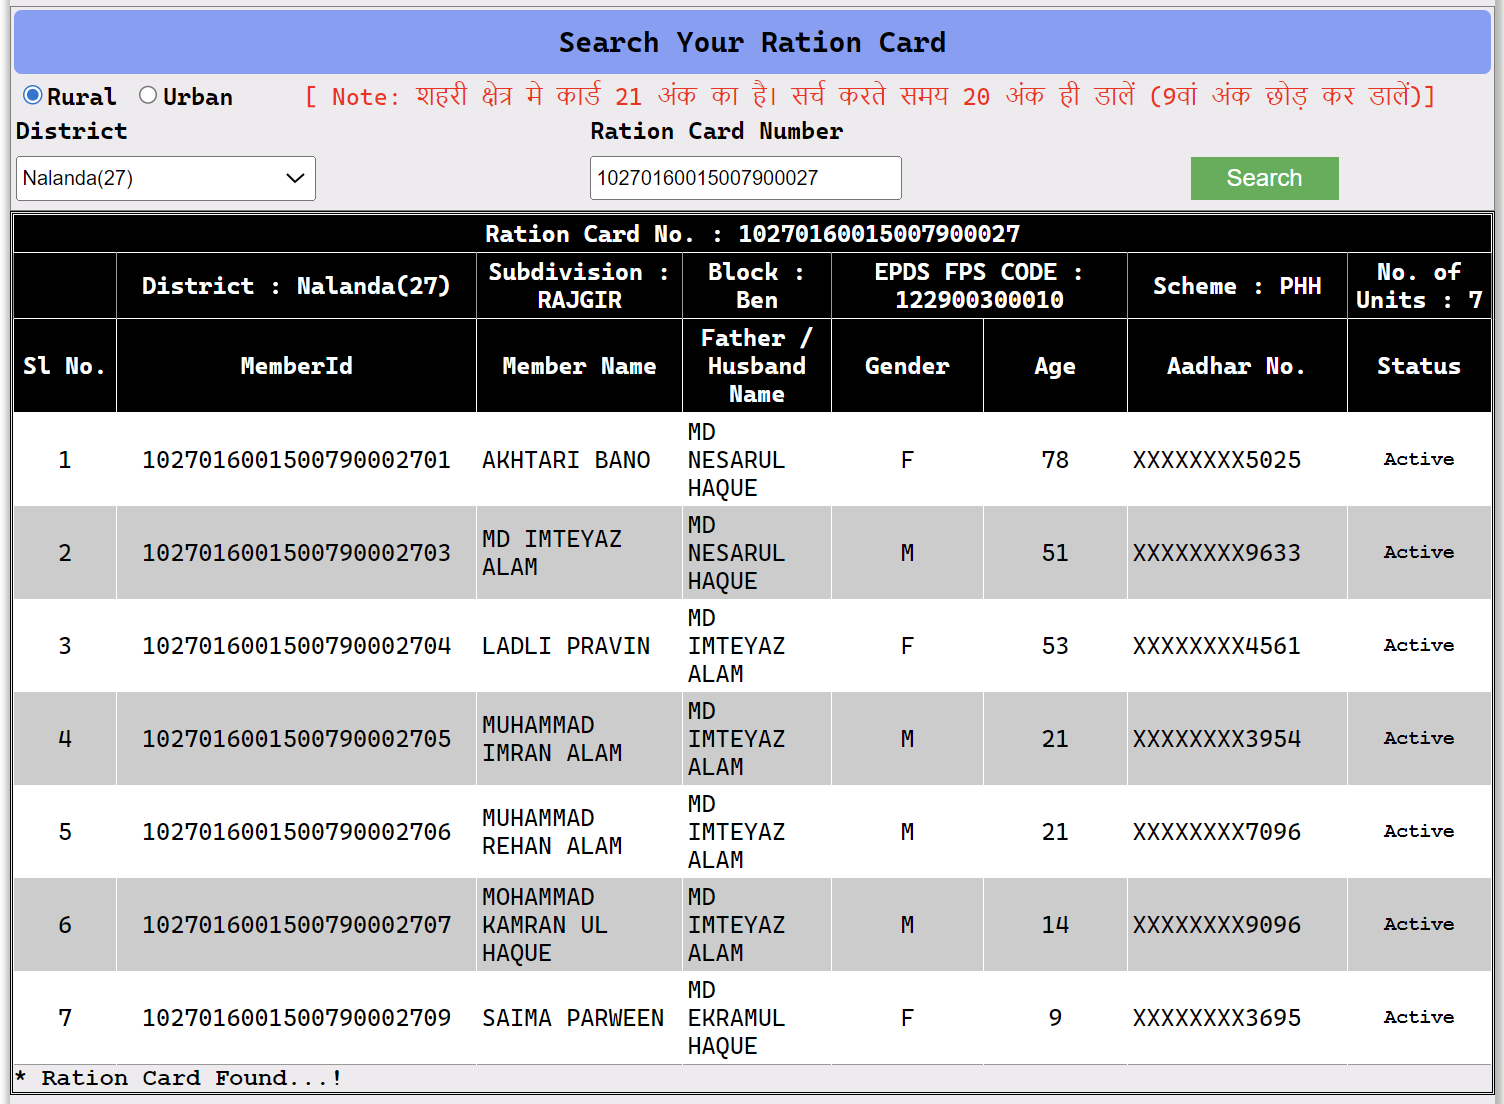 Search Your Ration Card
Rural Urban [ Note: शहरी क्षेत्र मे कार्ड 21 अंक का है। सर्च करते समय 20 अंक ही डालें (9वां अंक छोड़ कर डालें)]
District Ration Card Number
Nalanda(27) 10270160015007900027 Search
Ration Card No. : 10270160015007900027
District : Nalanda(27) Subdivision : RAJGIR Block : Ben EPDS FPS CODE : 122900300010 Scheme : PHH No. of Units : 7
Sl No. MemberId Member Name Father / Husband Name Gender Age Aadhar No. Status
1 1027016001500790002701 AKHTARI BANO MD NESARUL HAQUE F 78 XXXXXXXX5025 Active
2 1027016001500790002703 MD IMTEYAZ ALAM MD NESARUL HAQUE M 51 XXXXXXXX9633 Active
3 1027016001500790002704 LADLI PRAVIN MD IMTEYAZ ALAM F 53 XXXXXXXX4561 Active
4 1027016001500790002705 MUHAMMAD IMRAN ALAM MD IMTEYAZ ALAM M 21 XXXXXXXX3954 Active
5 1027016001500790002706 MUHAMMAD REHAN ALAM MD IMTEYAZ ALAM M 21 XXXXXXXX7096 Active
6 1027016001500790002707 MOHAMMAD KAMRAN UL HAQUE MD IMTEYAZ ALAM M 14 XXXXXXXX9096 Active
7 1027016001500790002709 SAIMA PARWEEN MD EKRAMUL HAQUE F 9 XXXXXXXX3695 Active
* Ration Card Found...!